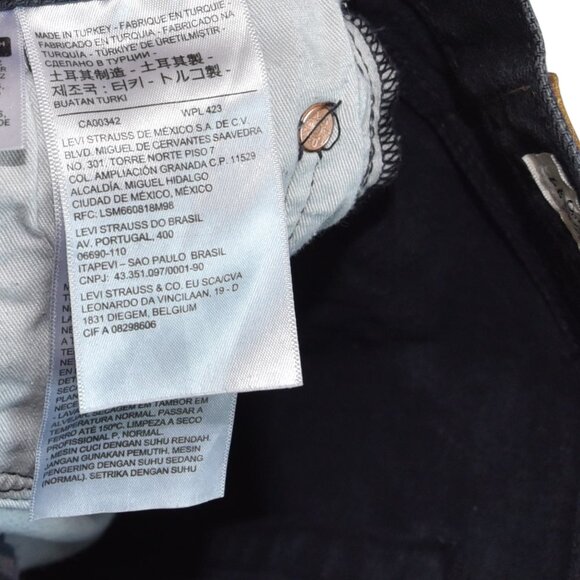 MADE IN TURKEY - FABRIQUE EN TURQUIE
FABRICADO EN TURQUIA - FABRICADO EM
TURQUIA - TÜRKİYE'DE ÜRETİLMİŞTİR -
СДЕЛАНО В ТУРЦИИ -
土耳其制造 - 土耳其製 -
제조국: 터키 - トルコ製 -
BUATAN TURKI
CA00342 WPL 423
LEVI STRAUSS DE MÉXICO S.A. DE C.V.
BLVD. MIGUEL DE CERVANTES SAAVEDRA
NO. 301, TORRE NORTE PISO 7
COL. AMPLIACIÓN GRANADA C.P. 11529
ALCALDÍA. MIGUEL HIDALGO
CIUDAD DE MÉXICO, MÉXICO
RFC: LSM660818M98
LEVI STRAUSS DO BRASIL
AV. PORTUGAL, 400
06690-110
ITAPEVI – SAO PAULO BRASIL
CNPJ: 43.351.097/0001-90
LEVI STRAUSS & CO. EU SCA/CVA
LEONARDO DA VINCILAAN, 19 - D
1831 DIEGEM, BELGIUM
CIF A 08298606
NECE
: LAVA
SECAGEM EM TAMBOR EM
TEMPERATURA NORMAL. PASSAR A
FERRO ATÉ 150ºC. LIMPEZA A SECO
PROFISSIONAL P NORMAL.
: MESIN CUCI DENGAN SUHU RENDAH.
JANGAN GUNAKAN PEMUTIH. MESIN
PENGERING DENGAN SUHU SEDANG
(NORMAL). SETRIKA DENGAN SUHU